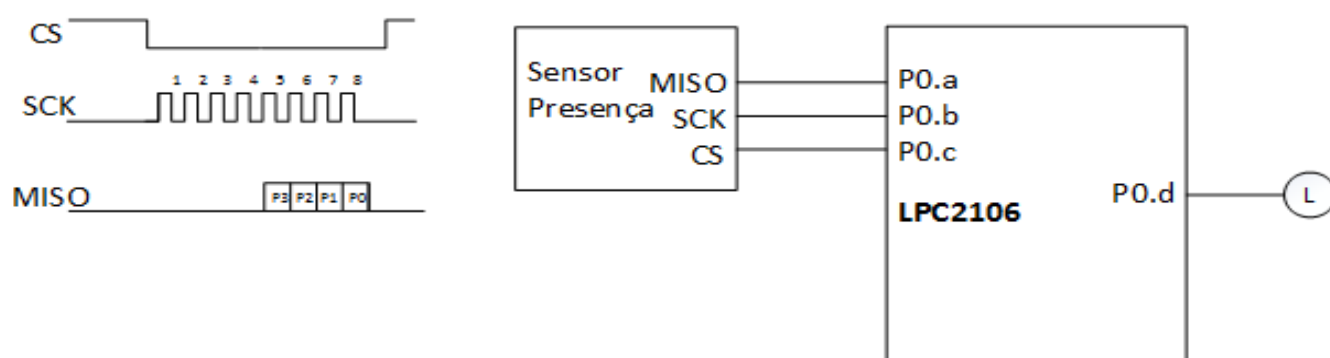 CS
1 2 3 4 5 6 7 8
SCK
MISO
P3 P2 P1 P0
Sensor
Presença
MISO
SCK
CS
P0.a
P0.b
P0.c
LPC2106
P0.d
L